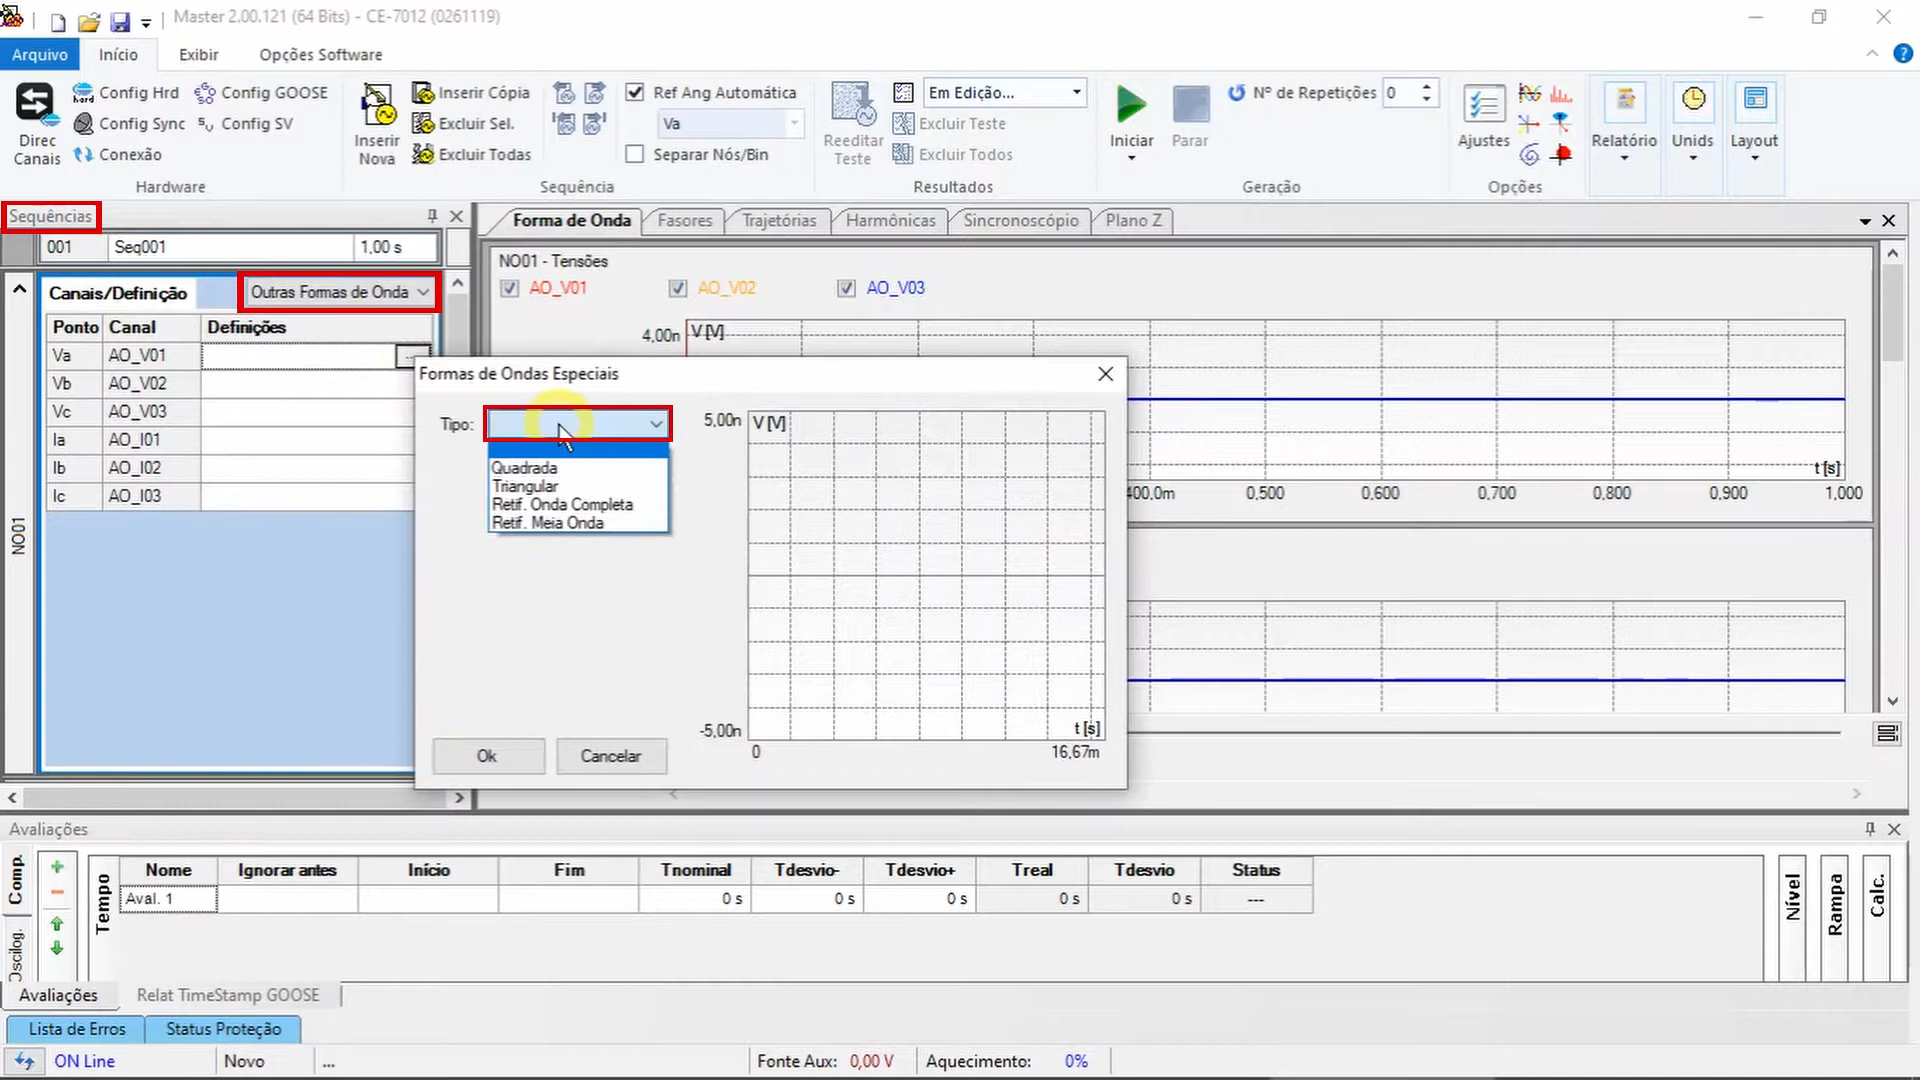 Master 2.00.121 (64 Bits) - CE-7012 (0261119)
Arquivo Início Exibir Opções Software
Direc Canais
Config Hrd Config GOOSE
Config Sync Config SV
Conexão
Hardware
Inserir Nova
Inserir Cópia
Excluir Sel.
Excluir Todas
Ref Ang Automática
Va
Separar Nós/Bin
Sequência
Reeditar Teste
Em Edição...
Excluir Teste
Excluir Todos
Resultados
Iniciar Parar
Nº de Repetições 0
Geração
Ajustes
Opções
Relatório Unids Layout
Sequências
001 Seq001 1,00 s
Canais/Definição Outras Formas de Onda
Ponto Canal Definições
Va AO_V01 ...
Vb AO_V02
Vc AO_V03
Ia AO_I01
Ib AO_I02
Ic AO_I03
NO01
Forma de Onda Fasores Trajetórias Harmônicas Sincroscópio Plano Z
NO01 - Tensões
AO_V01 AO_V02 AO_V03
4,00n V [V]
t [s]
400,0m 0,500 0,600 0,700 0,800 0,900 1,000
Formas de Ondas Especiais
Tipo:
Quadrada
Triangular
Retif. Onda Completa
Retif. Meia Onda
5,00n V [V]
-5,00n t [s]
0 16,67m
Ok Cancelar
Avaliações
Comp.
Oscilog.
Tempo
Nome Ignorar antes Início Fim Tnominal Tdesvio- Tdesvio+ Treal Tdesvio Status
Aval. 1 0 s 0 s 0 s 0 s 0 s ---
Nível
Rampa
Calc.
Avaliações Relat TimeStamp GOOSE
Lista de Erros Status Proteção
ON Line Novo ... Fonte Aux: 0,00 V Aquecimento: 0%